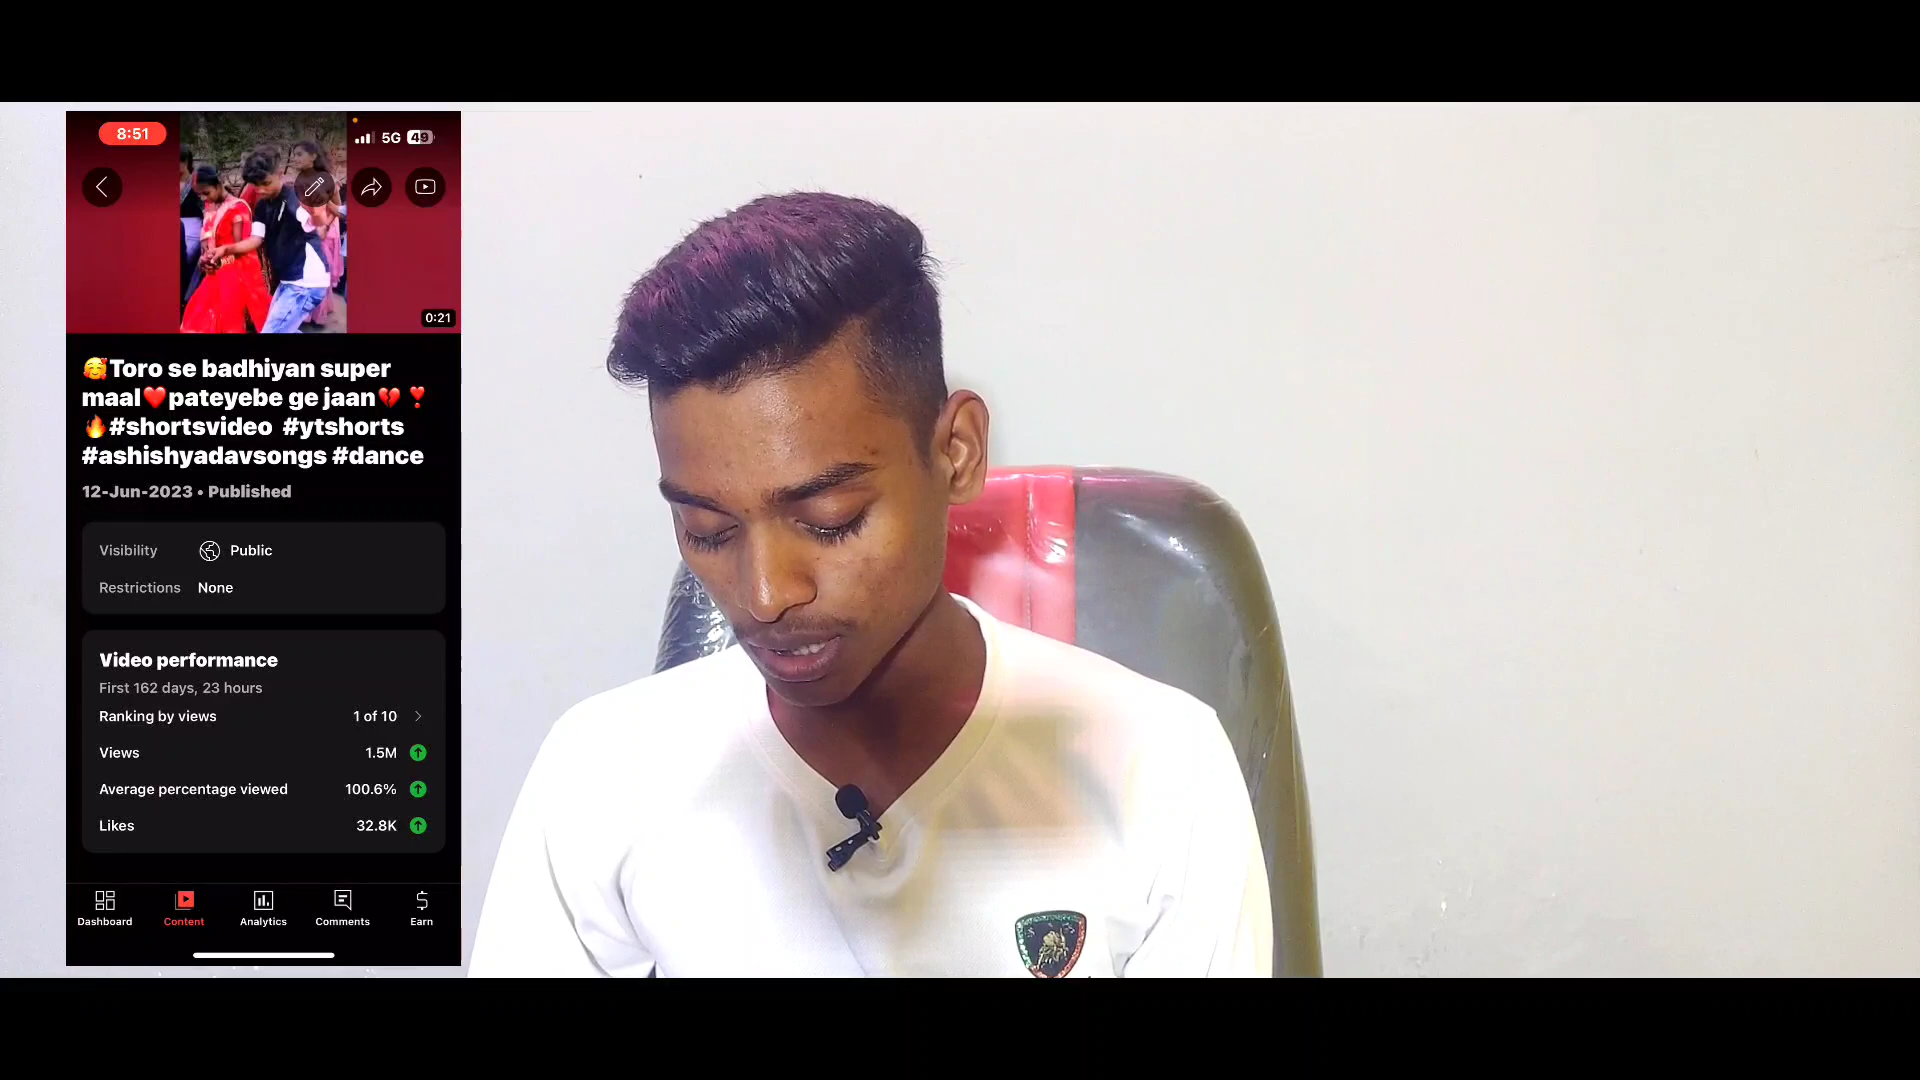 8:51
5G 49
0:21
🥰Toro se badhiyan super
maal❤️pateyebe ge jaan💔❣️
🔥#shortsvideo #ytshorts
#ashishyadavsongs #dance
12-Jun-2023 • Published
Visibility Public
Restrictions None
Video performance
First 162 days, 23 hours
Ranking by views 1 of 10
Views 1.5M
Average percentage viewed 100.6%
Likes 32.8K
Dashboard Content Analytics Comments Earn